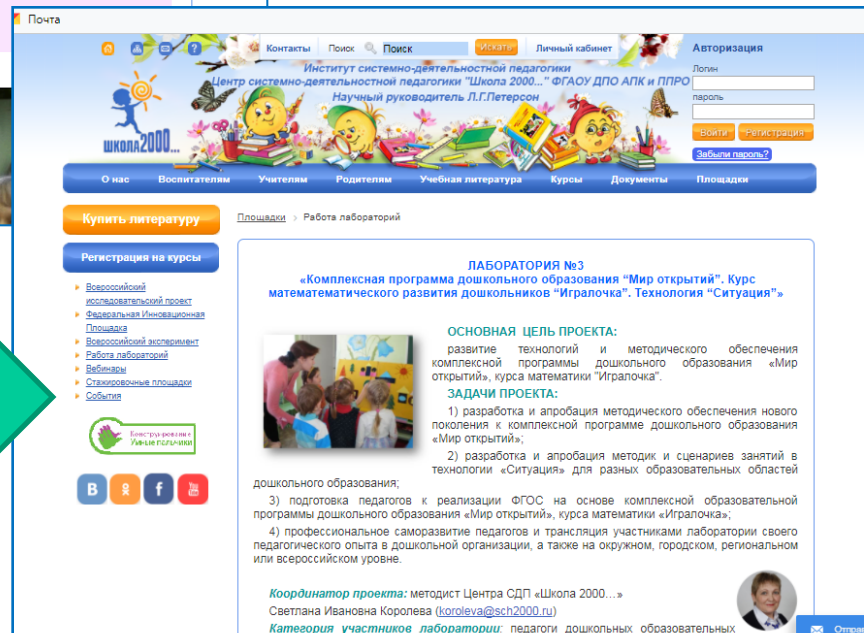 Почта
Контакты Поиск Поиск Искать Личный кабинет Авторизация
Институт системно-деятельностной педагогики
Центр системно-деятельностной педагогики "Школа 2000..." ФГАОУ ДПО АПК и ППРО
Научный руководитель Л.Г.Петерсон
Логин
пароль
Войти Регистрация
Забыли пароль?
школа2000...
О нас Воспитателям Учителям Родителям Учебная литература Курсы Документы Площадки
Купить литературу
Регистрация на курсы
Всероссийский
исследовательский проект
Федеральная Инновационная
Площадка
Всероссийский эксперимент
Работа лабораторий
Вебинары
Стажировочные площадки
События
Конструирование
Умные пальчики
Площадки › Работа лабораторий
ЛАБОРАТОРИЯ №3
«Комплексная программа дошкольного образования "Мир открытий". Курс
матемaтематического развития дошкольников "Игралочка". Технология "Ситуация"»
ОСНОВНАЯ ЦЕЛЬ ПРОЕКТА:
развитие технологий и методического обеспечения
комплексной программы дошкольного образования «Мир
открытий», курса математики "Игралочка".
ЗАДАЧИ ПРОЕКТА:
1) разработка и апробация методического обеспечения нового
поколения к комплексной программе дошкольного образования
«Мир открытий»;
2) разработка и апробация методик и сценариев занятий в
технологии «Ситуация» для разных образовательных областей
дошкольного образования;
3) подготовка педагогов к реализации ФГОС на основе комплексной образовательной
программы дошкольного образования «Мир открытий», курса математики «Игралочка»;
4) профессиональное саморазвитие педагогов и трансляция участниками лаборатории своего
педагогического опыта в дошкольной организации, а также на окружном, городском, региональном
или всероссийском уровне.
Координатор проекта: методист Центра СДП «Школа 2000...»
Светлана Ивановна Королева (koroleva@sch2000.ru)
Категория участников лаборатории: педагоги дошкольных образовательных